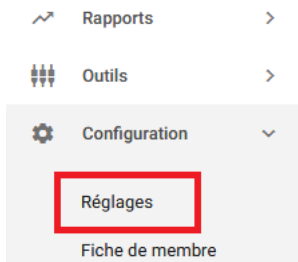 Rapports
Outils
Configuration
Réglages
Fiche de membre